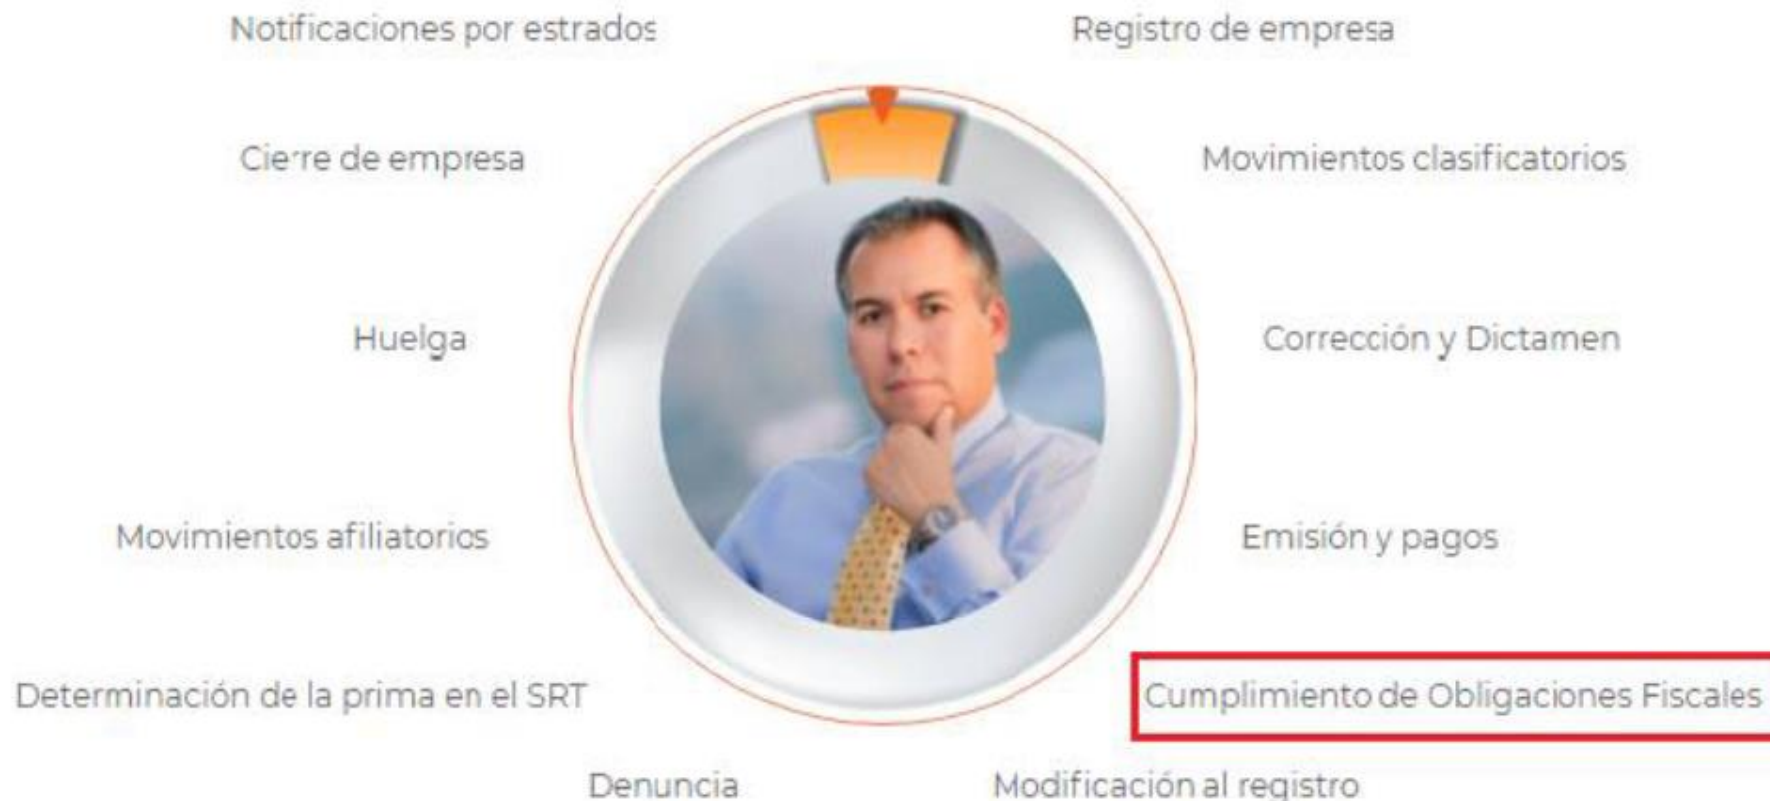 Notificaciones por estrados
Registro de empresa
Cierre de empresa
Movimientos clasificatorios
Huelga
Corrección y Dictamen
Movimientos afiliatorios
Emisión y pagos
Determinación de la prima en el SRT
Cumplimiento de Obligaciones Fiscales
Denuncia
Modificación al registro